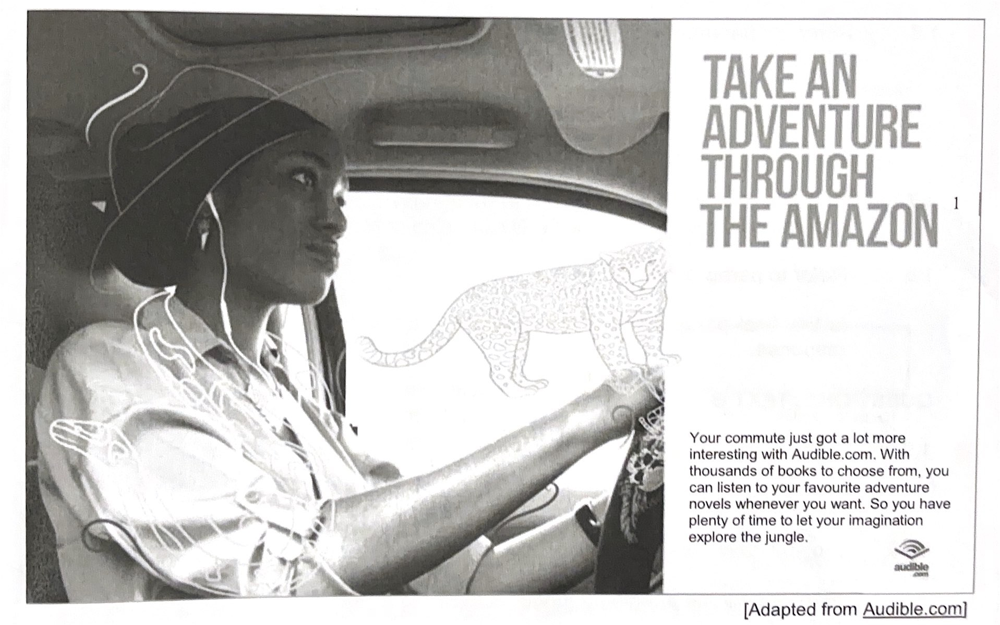 TAKE AN
ADVENTURE
THROUGH
THE AMAZON
1
Your commute just got a lot more
interesting with Audible.com. With
thousands of books to choose from, you
can listen to your favourite adventure
novels whenever you want. So you have
plenty of time to let your imagination
explore the jungle.
audible
.com
[Adapted from Audible.com]